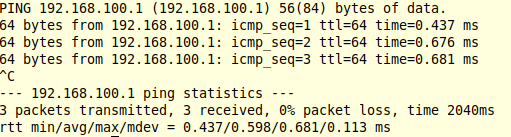 PING 192.168.100.1 (192.168.100.1) 56(84) bytes of data.
64 bytes from 192.168.100.1: icmp_seq=1 ttl=64 time=0.437 ms
64 bytes from 192.168.100.1: icmp_seq=2 ttl=64 time=0.676 ms
64 bytes from 192.168.100.1: icmp_seq=3 ttl=64 time=0.681 ms
^C
--- 192.168.100.1 ping statistics ---
3 packets transmitted, 3 received, 0% packet loss, time 2040ms
rtt min/avg/max/mdev = 0.437/0.598/0.681/0.113 ms